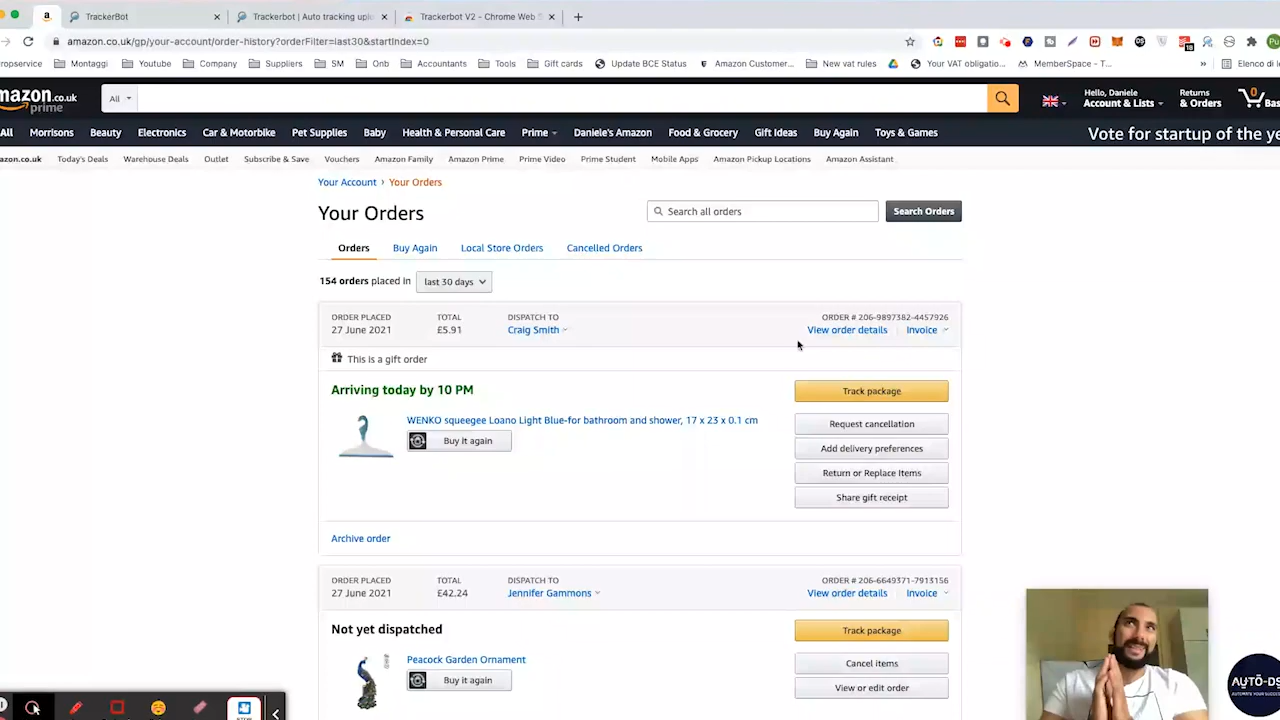 TrackerBot
Trackerbot | Auto tracking uplo
Trackerbot V2 - Chrome Web S
amazon.co.uk/gp/your-account/order-history?orderFilter=last30&startIndex=0
18
Pu
ropservice
Montaggi
Youtube
Company
Suppliers
SM
Onb
Accountants
Tools
Gift cards
Update BCE Status
Amazon Customer...
New vat rules
Your VAT obligatio...
MemberSpace - T...
»
Elenco di le
mazon.co.uk
prime
All
Hello, Daniele
Account & Lists
Returns
& Orders
0
Bas
All
Morrisons
Beauty
Electronics
Car & Motorbike
Pet Supplies
Baby
Health & Personal Care
Prime
Daniele's Amazon
Food & Grocery
Gift Ideas
Buy Again
Toys & Games
Vote for startup of the ye
azon.co.uk
Today's Deals
Warehouse Deals
Outlet
Subscribe & Save
Vouchers
Amazon Family
Amazon Prime
Prime Video
Prime Student
Mobile Apps
Amazon Pickup Locations
Amazon Assistant
Your Account › Your Orders
Your Orders
Search all orders
Search Orders
Orders
Buy Again
Local Store Orders
Cancelled Orders
154 orders placed in last 30 days
ORDER PLACED
27 June 2021
TOTAL
£5.91
DISPATCH TO
Craig Smith
ORDER # 206-9897382-4457926
View order details
Invoice
This is a gift order
Arriving today by 10 PM
WENKO squeegee Loano Light Blue-for bathroom and shower, 17 x 23 x 0.1 cm
Buy it again
Track package
Request cancellation
Add delivery preferences
Return or Replace Items
Share gift receipt
Archive order
ORDER PLACED
27 June 2021
TOTAL
£42.24
DISPATCH TO
Jennifer Gammons
ORDER # 206-6649371-7913156
View order details
Invoice
Not yet dispatched
Peacock Garden Ornament
Buy it again
Track package
Cancel items
View or edit order
AUTO-DS